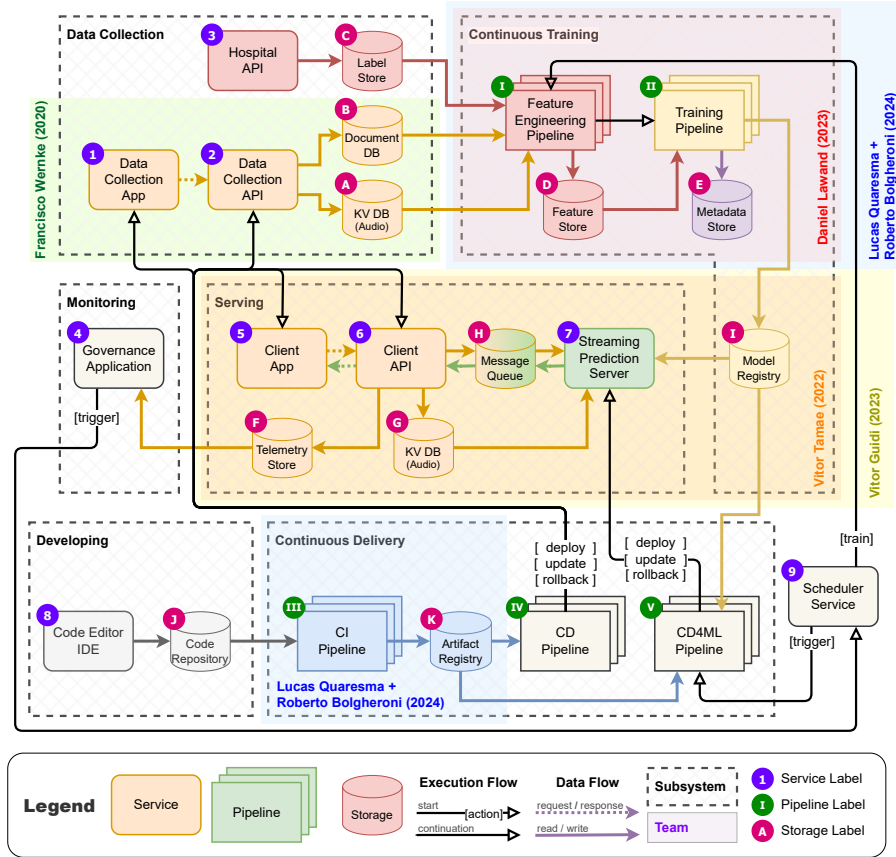 Data Collection
3
Hospital
API
C
Label
Store
Continuous Training
I
Feature
Engineering
Pipeline
II
Training
Pipeline
Francisco Wernke (2020)
1
Data
Collection
App
2
Data
Collection
API
B
Document
DB
A
KV DB
(Audio)
D
Feature
Store
E
Metadata
Store
Daniel Lawand (2023)
Lucas Quaresma +
Roberto Bolgheroni (2024)
Monitoring
4
Governance
Application
[trigger]
Serving
5
Client
App
6
Client
API
H
Message
Queue
7
Streaming
Prediction
Server
I
Model
Registry
F
Telemetry
Store
G
KV DB
(Audio)
Vitor Tamae (2022)
Vitor Guidi (2023)
Developing
8
Code Editor
IDE
J
Code
Repository
Continuous Delivery
III
CI
Pipeline
K
Artifact
Registry
[ deploy ]
[ update ]
[ rollback ]
IV
CD
Pipeline
[ deploy ]
[ update ]
[ rollback ]
V
CD4ML
Pipeline
Lucas Quaresma +
Roberto Bolgheroni (2024)
[train]
9
Scheduler
Service
[trigger]
Legend
Service
Pipeline
Storage
Execution Flow
start
[action]
continuation
Data Flow
request / response
read / write
Subsystem
Team
1
Service Label
I
Pipeline Label
A
Storage Label